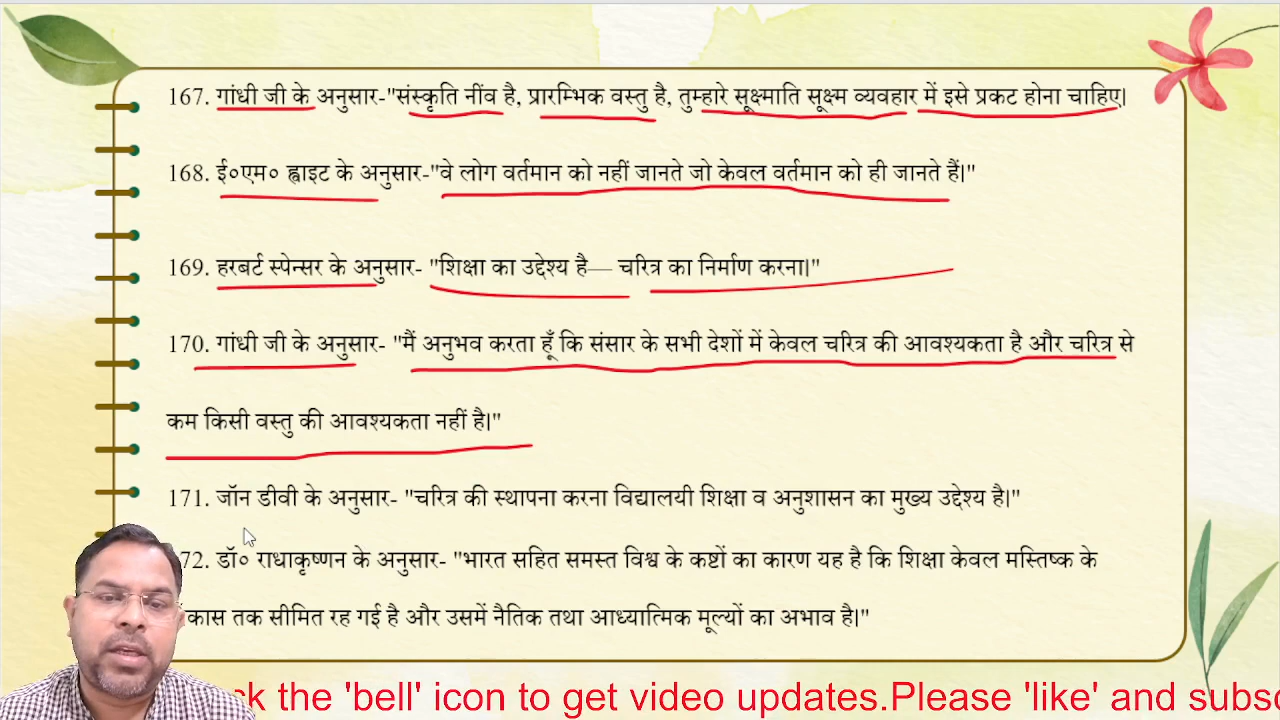 167. गांधी जी के अनुसार-"संस्कृति नींव है, प्रारम्भिक वस्तु है, तुम्हारे सूक्ष्माति सूक्ष्म व्यवहार में इसे प्रकट होना चाहिए।
168. ई०एम० ह्वाइट के अनुसार-"वे लोग वर्तमान को नहीं जानते जो केवल वर्तमान को ही जानते हैं।"
169. हरबर्ट स्पेन्सर के अनुसार- "शिक्षा का उद्देश्य है— चरित्र का निर्माण करना।"
170. गांधी जी के अनुसार- "मैं अनुभव करता हूँ कि संसार के सभी देशों में केवल चरित्र की आवश्यकता है और चरित्र से
कम किसी वस्तु की आवश्यकता नहीं है।"
171. जॉन डीवी के अनुसार- "चरित्र की स्थापना करना विद्यालयी शिक्षा व अनुशासन का मुख्य उद्देश्य है।"
72. डॉ० राधाकृष्णन के अनुसार- "भारत सहित समस्त विश्व के कष्टों का कारण यह है कि शिक्षा केवल मस्तिष्क के
कास तक सीमित रह गई है और उसमें नैतिक तथा आध्यात्मिक मूल्यों का अभाव है।"
the 'bell' icon to get video updates.Please 'like' and